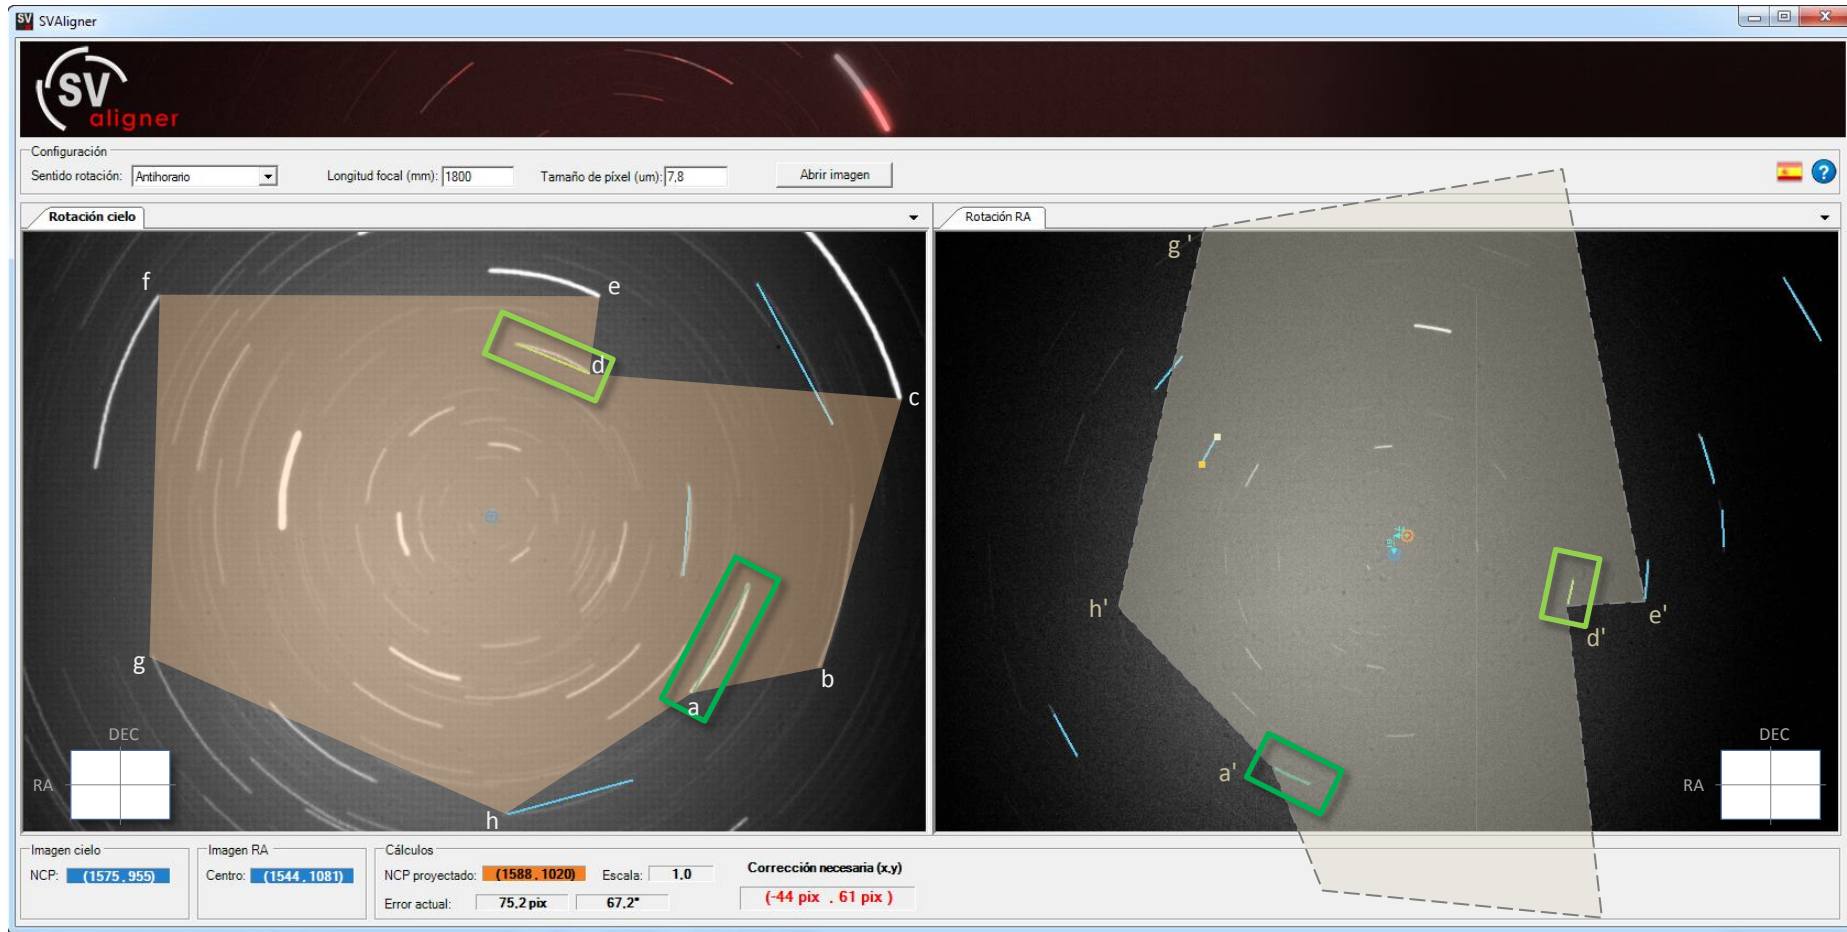 SV SVAligner
SV
aligner
Configuración
Sentido rotación: Antihorario Longitud focal (mm): 1800 Tamaño de píxel (um): 7,8 Abrir imagen
Rotación cielo
Rotación RA
f
e
d
c
g
b
a
h
DEC
RA
g '
h'
e'
d'
a'
DEC
RA
Imagen cielo
NCP: (1575 , 955)
Imagen RA
Centro: (1544 , 1081)
Cálculos
NCP proyectado: (1588 , 1020) Escala: 1,0
Error actual: 75,2 pix 67,2"
Corrección necesaria (x,y)
(-44 pix , 61 pix )